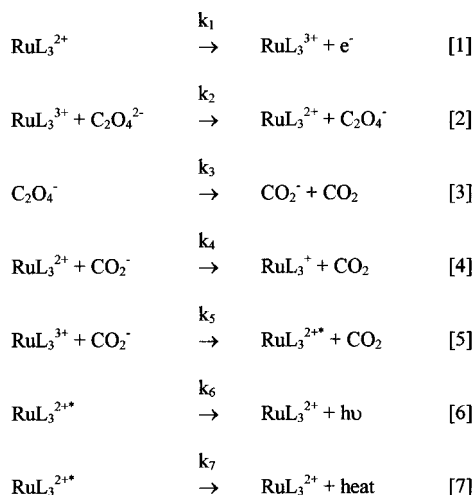 k₁
RuL₃²⁺ → RuL₃³⁺ + e⁻ [1]
k₂
RuL₃³⁺ + C₂O₄²⁻ → RuL₃²⁺ + C₂O₄⁻ [2]
k₃
C₂O₄⁻ → CO₂⁻ + CO₂ [3]
k₄
RuL₃²⁺ + CO₂⁻ → RuL₃⁺ + CO₂ [4]
k₅
RuL₃³⁺ + CO₂⁻ → RuL₃²⁺* + CO₂ [5]
k₆
RuL₃²⁺* → RuL₃²⁺ + hυ [6]
k₇
RuL₃²⁺* → RuL₃²⁺ + heat [7]